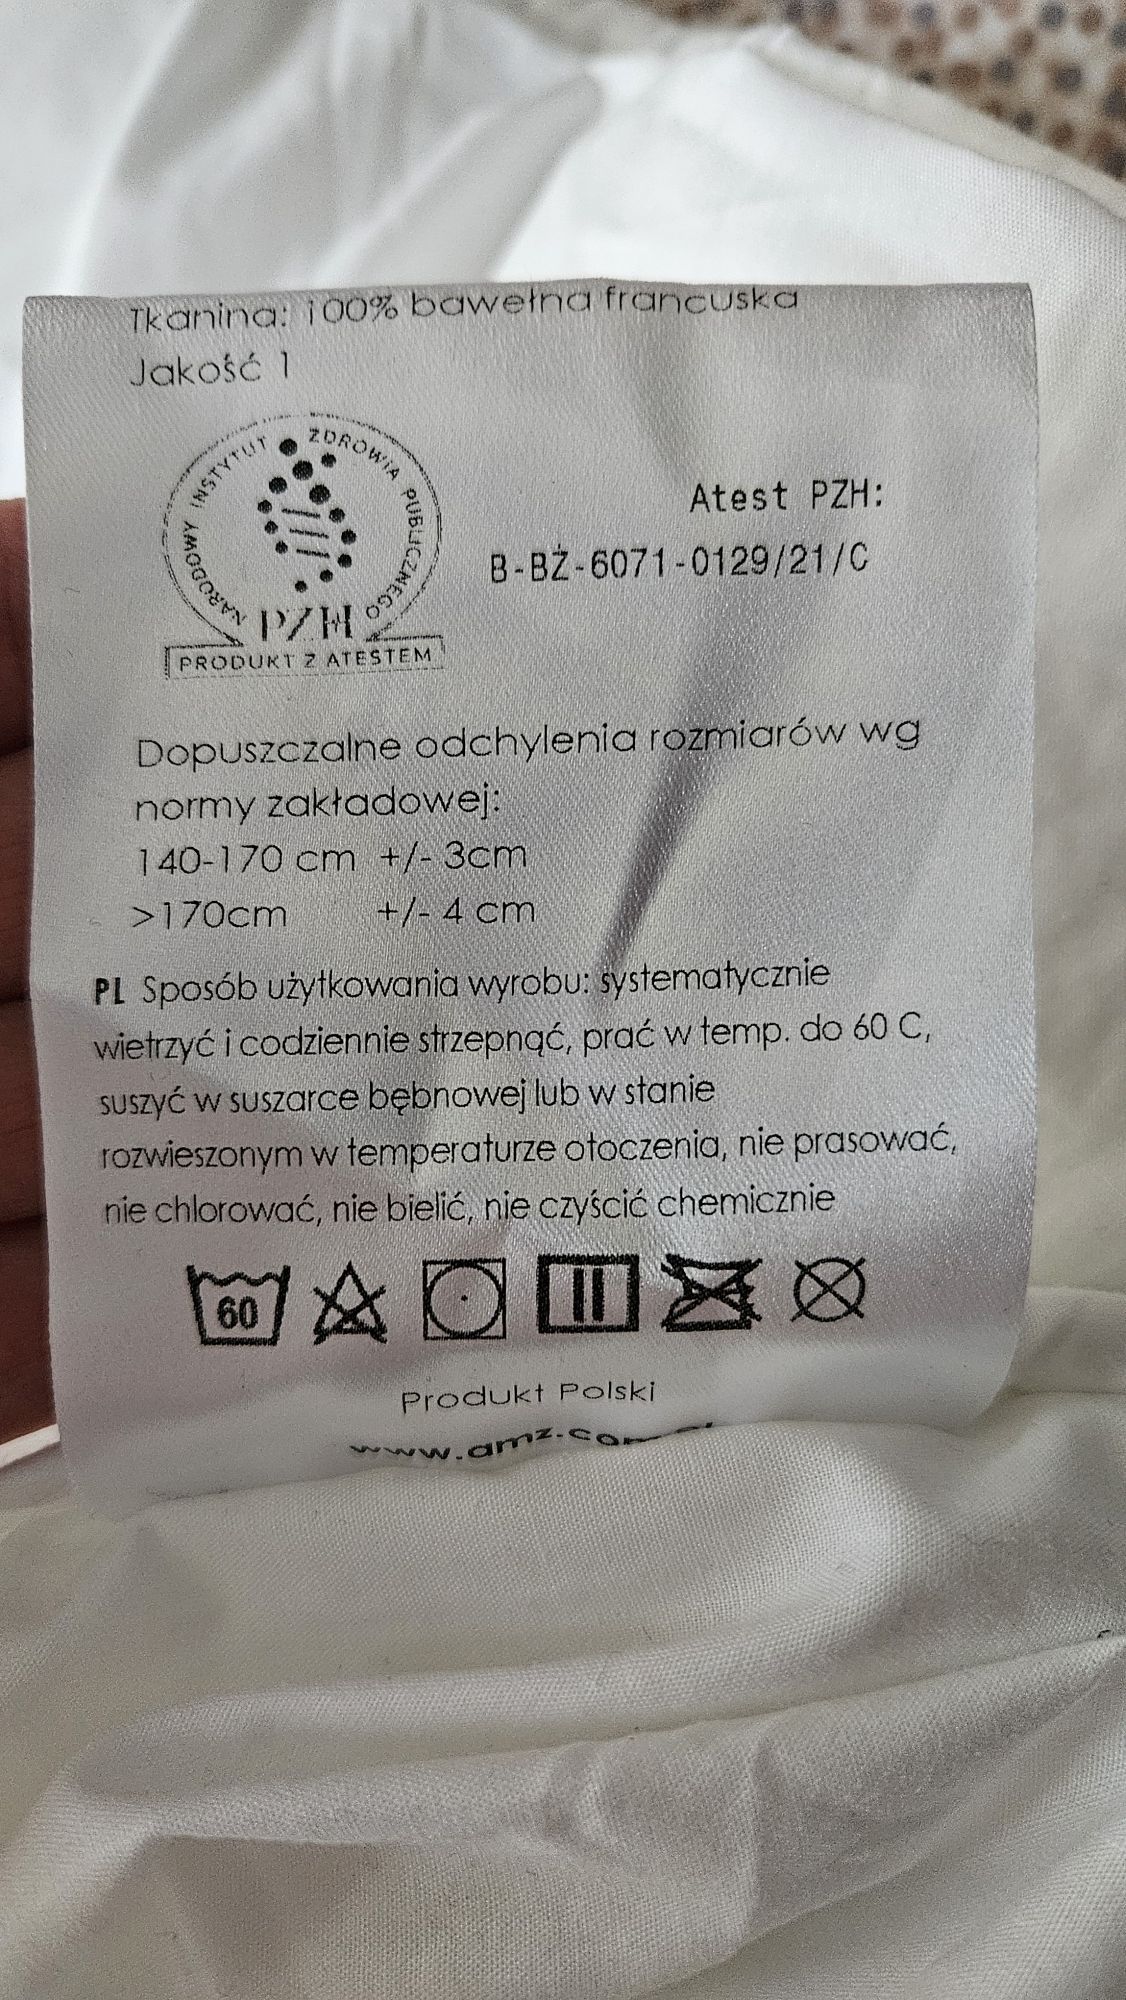 Tkanina: 100% bawełna francuska
Jakość 1
NARODOWY INSTYTUT ZDROWIA PUBLICZNEGO
PZH
PRODUKT Z ATESTEM
Atest PZH:
B-BŻ-6071-0129/21/C
Dopuszczalne odchylenia rozmiarów wg
normy zakładowej:
140-170 cm +/- 3cm
>170cm +/- 4 cm
PL Sposób użytkowania wyrobu: systematycznie
wietrzyć i codziennie strzepnąć, prać w temp. do 60 C,
suszyć w suszarce bębnowej lub w stanie
rozwieszonym w temperaturze otoczenia, nie prasować,
nie chlorować, nie bielić, nie czyścić chemicznie
60
Produkt Polski